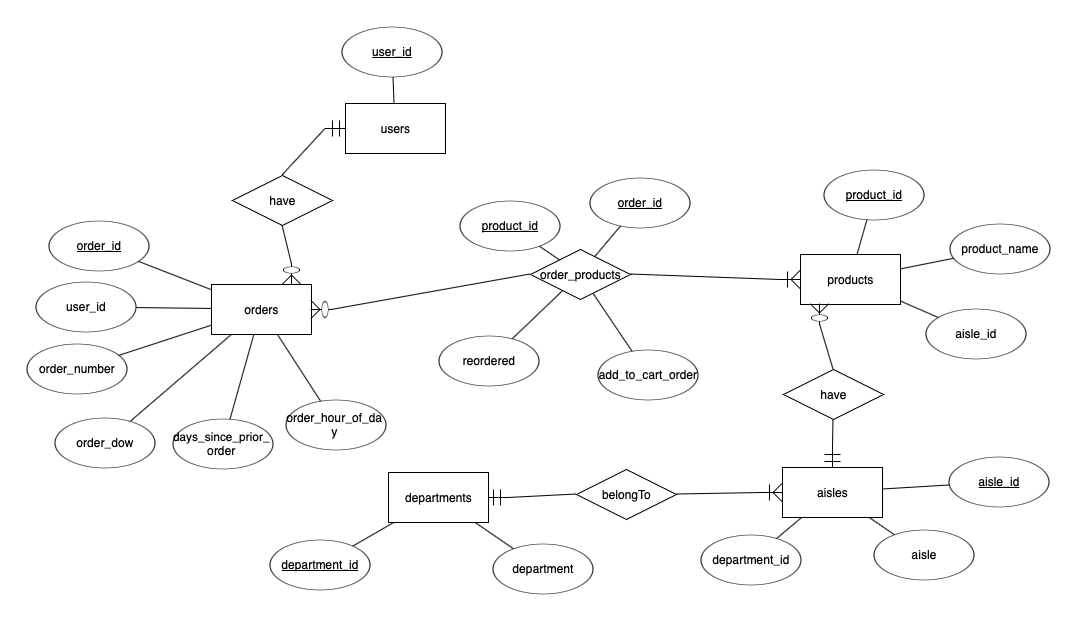 user_id
users
have
product_id
order_id
product_id
order_id
product_name
order_products
products
user_id
orders
aisle_id
order_number
reordered
add_to_cart_order
have
order_hour_of_da
y
order_dow
days_since_prior_
order
departments
belongTo
aisles
aisle_id
department_id
department
department_id
aisle